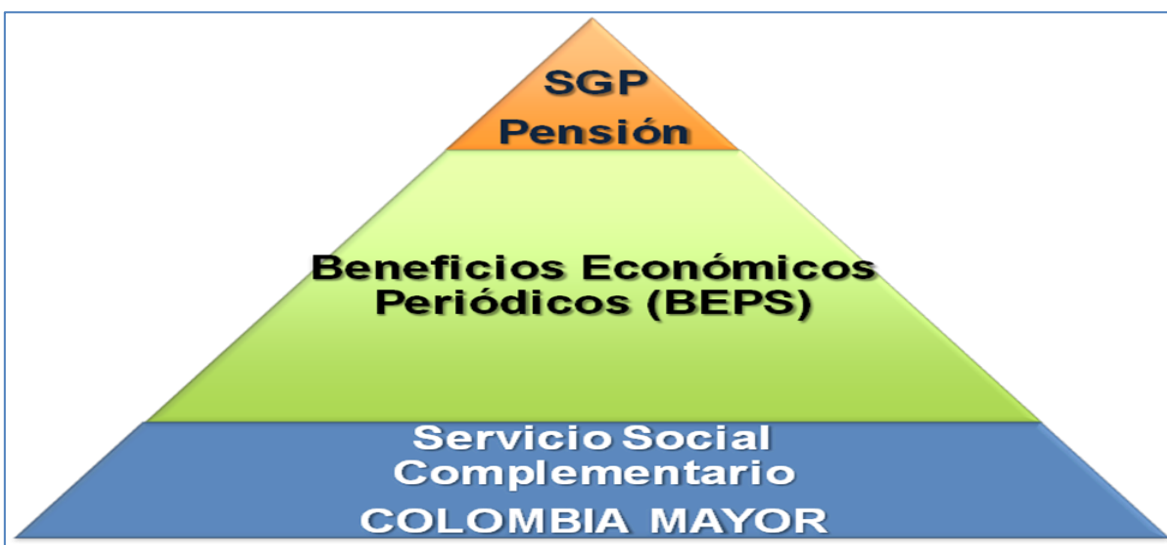 SGP
Pensión
Beneficios Económicos
Periódicos (BEPS)
Servicio Social
Complementario
COLOMBIA MAYOR